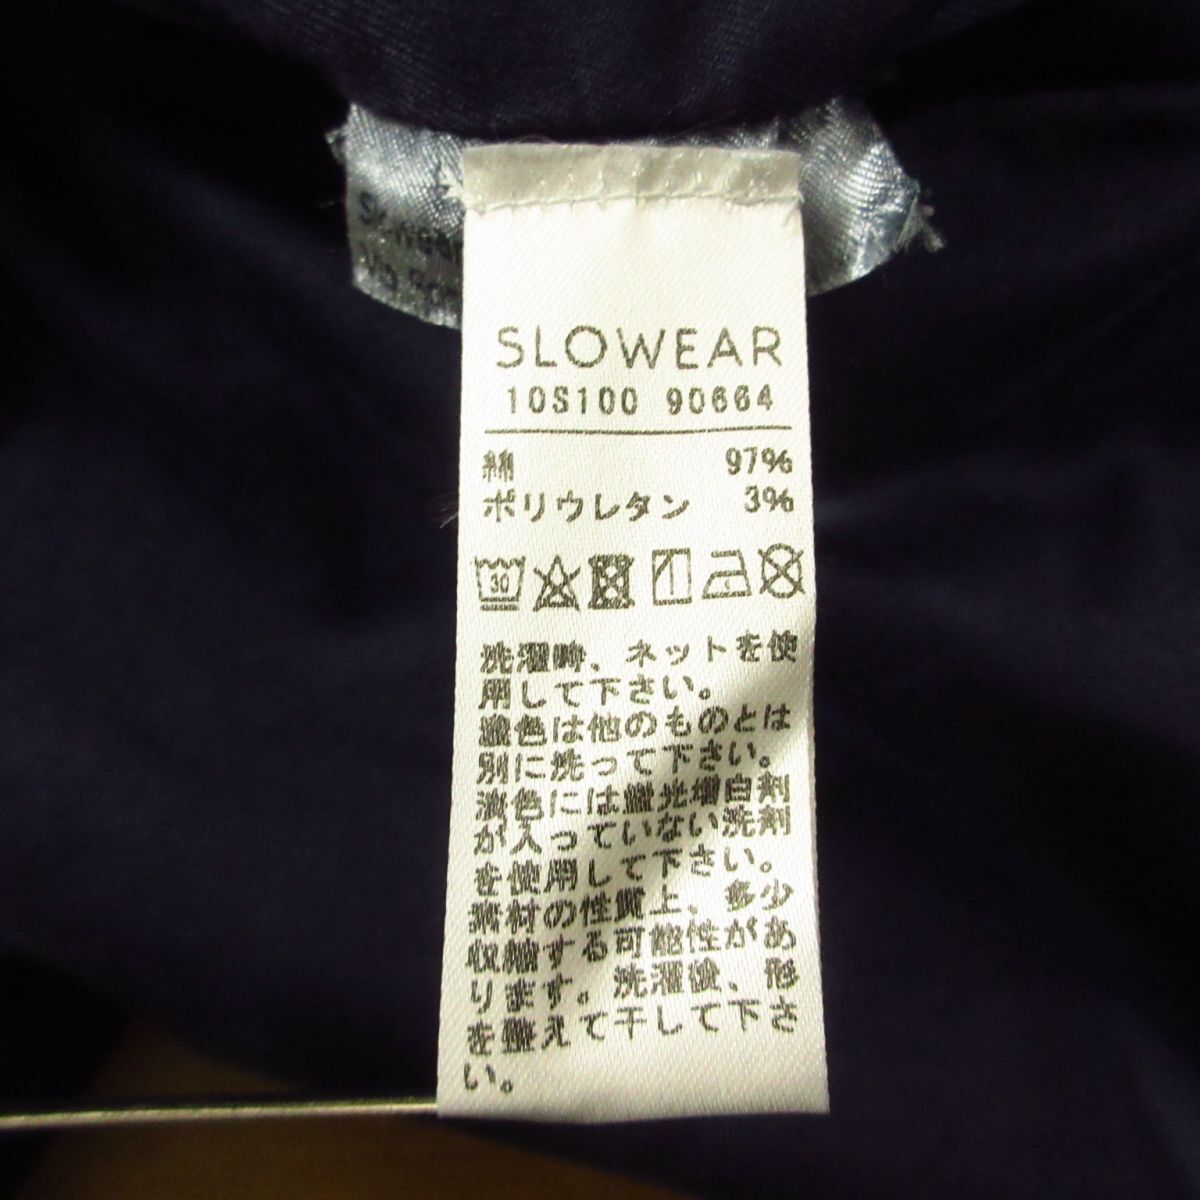 SLOWEAR
10S100 90664
綿 97%
ポリウレタン 3%
30
洗濯時、ネットを使
用して下さい。
濃色は他のものとは
別に洗って下さい。
淡色には蛍光増白剤
が入っていない洗剤
を使用して下さい。
素材の性質上、多少
収縮する可能性があ
ります。洗濯後、形
を整えて干して下さ
い。